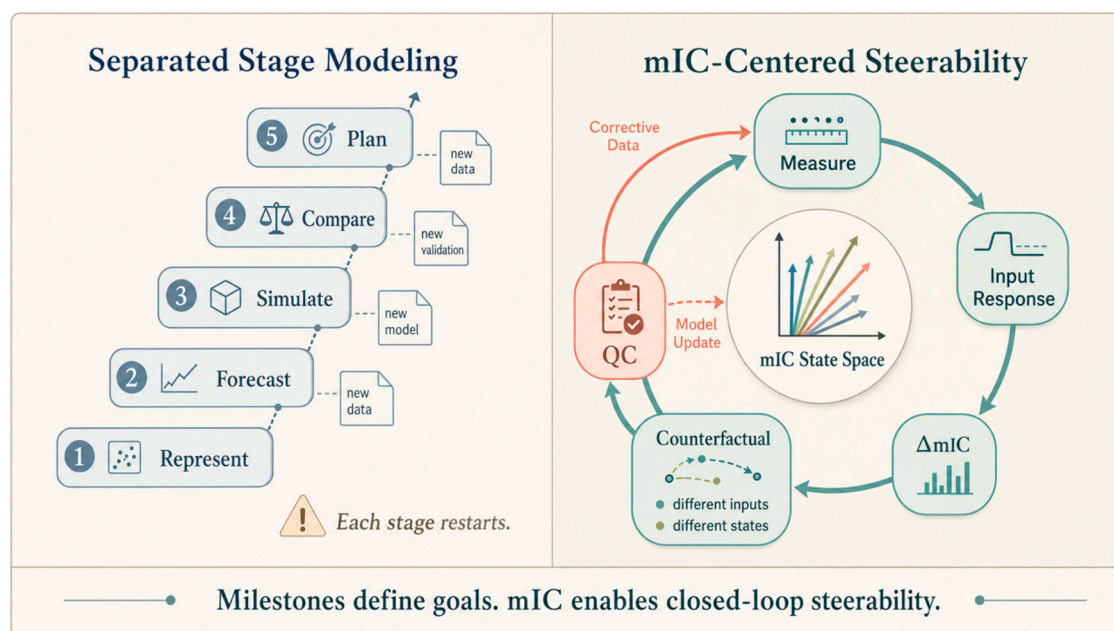 Separated Stage Modeling
5 Plan
new
data
4 Compare
new
validation
3 Simulate
new
model
2 Forecast
new
data
1 Represent
! Each stage restarts.
mIC-Centered Steerability
Corrective
Data
Measure
Input
Response
mIC State Space
QC
Model
Update
Counterfactual
different inputs
different states
ΔmIC
Milestones define goals. mIC enables closed-loop steerability.